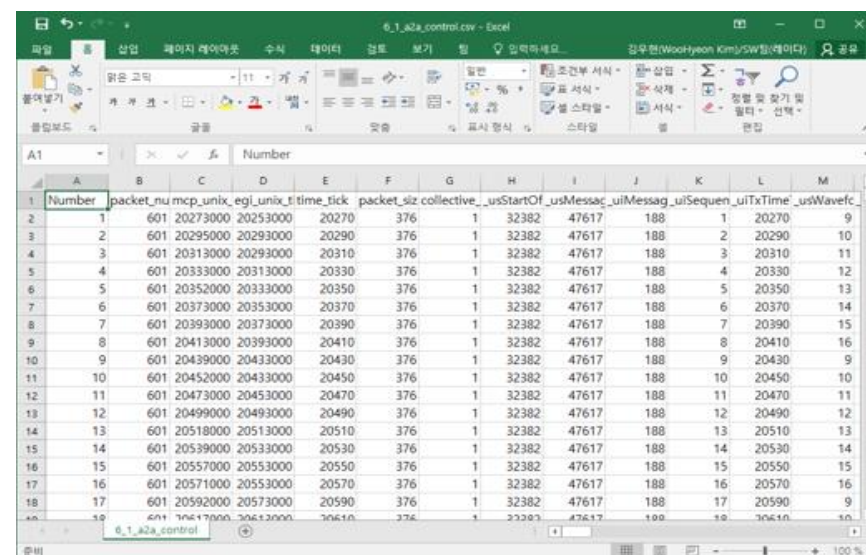 6_1_a2a_control.csv - Excel
파일 홈 삽입 페이지 레이아웃 수식 데이터 검토 보기 팀 입력하세요... 김우현(WooHyeon Kim)/SW팀(레이다) 공유
맑은 고딕 11 일반 조건부 서식 삽입
붙여넣기 표 서식 삭제 정렬 및 찾기 및
셀 스타일 서식 필터 선택
클립보드 글꼴 맞춤 표시 형식 스타일 셀 편집
A1 Number
A B C D E F G H I J K L M
1 Number packet_nu mcp_unix_ egi_unix_t time_tick packet_siz collective_ _usStartOf _usMessag _uiMessag _uiSequen _uiTxTime _usWavefc
2 1 601 20273000 20253000 20270 376 1 32382 47617 188 1 20270 9
3 2 601 20295000 20293000 20290 376 1 32382 47617 188 2 20290 10
4 3 601 20313000 20293000 20310 376 1 32382 47617 188 3 20310 11
5 4 601 20333000 20313000 20330 376 1 32382 47617 188 4 20330 12
6 5 601 20352000 20333000 20350 376 1 32382 47617 188 5 20350 13
7 6 601 20373000 20353000 20370 376 1 32382 47617 188 6 20370 14
8 7 601 20393000 20373000 20390 376 1 32382 47617 188 7 20390 15
9 8 601 20413000 20393000 20410 376 1 32382 47617 188 8 20410 16
10 9 601 20439000 20433000 20430 376 1 32382 47617 188 9 20430 9
11 10 601 20452000 20433000 20450 376 1 32382 47617 188 10 20450 10
12 11 601 20473000 20453000 20470 376 1 32382 47617 188 11 20470 11
13 12 601 20499000 20493000 20490 376 1 32382 47617 188 12 20490 12
14 13 601 20518000 20513000 20510 376 1 32382 47617 188 13 20510 13
15 14 601 20539000 20533000 20530 376 1 32382 47617 188 14 20530 14
16 15 601 20557000 20553000 20550 376 1 32382 47617 188 15 20550 15
17 16 601 20571000 20553000 20570 376 1 32382 47617 188 16 20570 16
18 17 601 20592000 20573000 20590 376 1 32382 47617 188 17 20590 9
6_1_a2a_control
준비 100 %